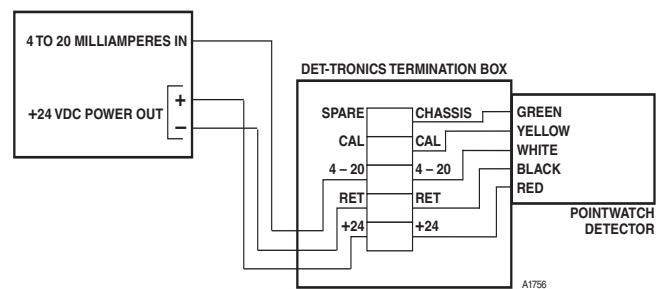 4 TO 20 MILLIAMPERES IN
+24 VDC POWER OUT
+
–
DET-TRONICS TERMINATION BOX
SPARE
CHASSIS
CAL
CAL
4 – 20
4 – 20
RET
RET
+24
+24
GREEN
YELLOW
WHITE
BLACK
RED
POINTWATCH
DETECTOR
A1756